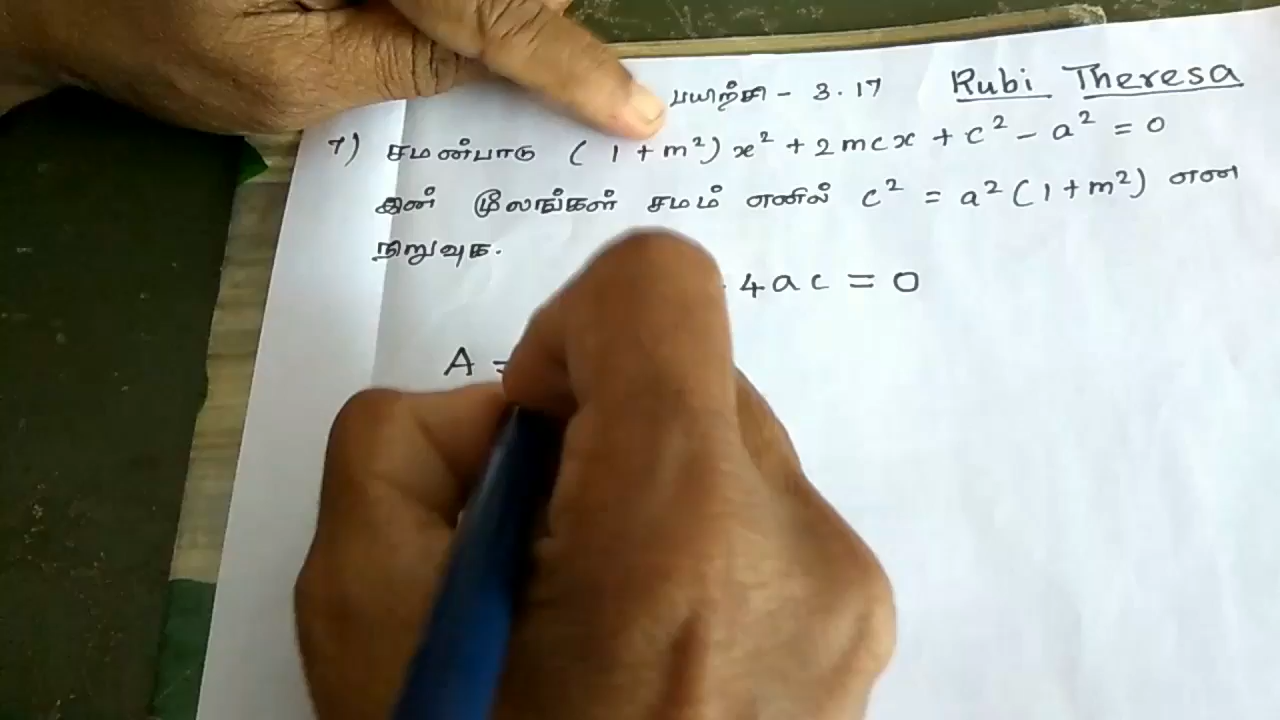 பயிற்சி - 3.17 Rubi Theresa
7) சமன்பாடு (1 + m²) x² + 2mcx + c² - a² = 0
இன் மூலங்கள் சமம் எனில் c² = a² (1 + m²) என
நிறுவுக.
4ac = 0
A =